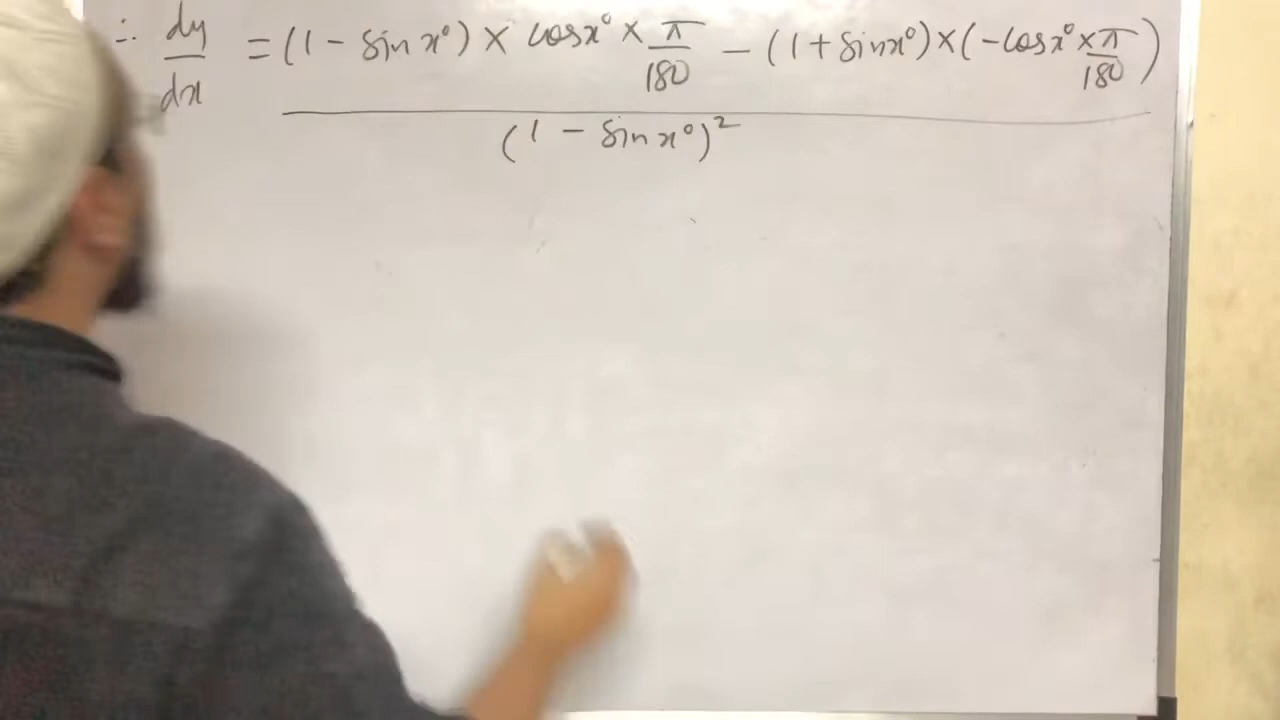 ∴ dy/dx = (1 - sin x°) × cos x° × π/180 - (1 + sin x°) × (-cos x° × π/180)
(1 - sin x°)²